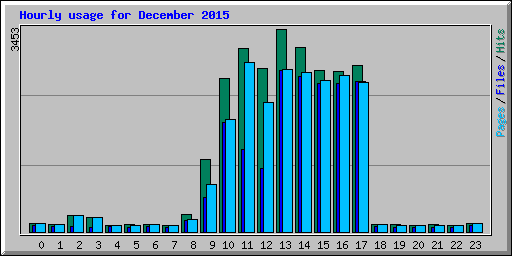 Hourly usage for December 2015
3453
Pages / Files / Hits
0 1 2 3 4 5 6 7 8 9 10 11 12 13 14 15 16 17 18 19 20 21 22 23